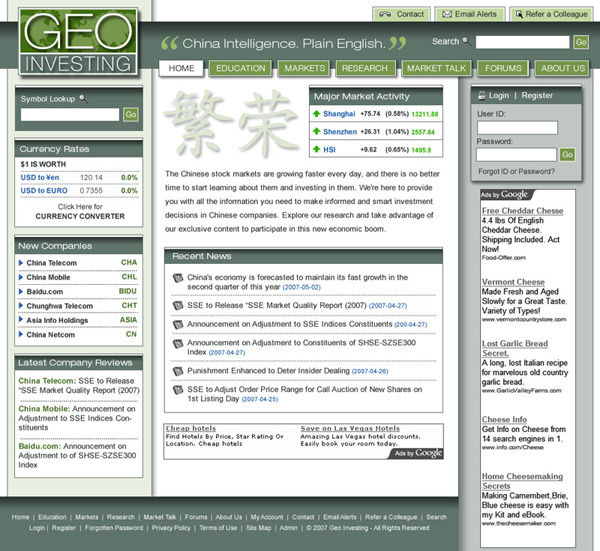 Contact
Email Alerts
Refer a Colleague
GEO
INVESTING
“China Intelligence. Plain English.”
Search
Go
HOME
EDUCATION
MARKETS
RESEARCH
MARKET TALK
FORUMS
ABOUT US
Symbol Lookup
Go
Currency Rates
$1 IS WORTH
USD to ¥en 120.14 0.0%
USD to EURO 0.7355 0.0%
Click Here for
CURRENCY CONVERTER
New Companies
China Telecom CHA
China Mobile CHL
Baidu.com BIDU
Chunghwa Telecom CHT
Asia Info Holdings ASIA
China Netcom CN
Latest Company Reviews
China Telecom: SSE to Release
“SSE Market Quality Report (2007)
China Mobile: Announcement on
Adjustment to SSE Indices Con-
stituents
Baidu.com: Announcement on
Adjustment to of SHSE-SZSE300
Index
繁荣
Major Market Activity
Shanghai +75.74 (0.58%) 13211.88
Shenzhen +26.31 (1.04%) 2557.84
HSI +9.62 (0.65%) 1495.9
The Chinese stock markets are growing faster every day, and there is no better
time to start learning about them and investing in them. We're here to provide
you with all the information you need to make informed and smart investment
decisions in Chinese companies. Explore our research and take advantage of
our exclusive content to participate in this new economic boom.
Recent News
China's economy is forecasted to maintain its fast growth in the
second quarter of this year (2007-05-02)
SSE to Release “SSE Market Quality Report (2007) (2007-04-27)
Announcement on Adjustment to SSE Indices Constituents (200-04-27)
Announcement on Adjustment to Constituents of SHSE-SZSE300
Index (2007-04-27)
Punishment Enhanced to Deter Insider Dealing (2007-04-26)
SSE to Adjust Order Price Range for Call Auction of New Shares on
1st Listing Day (2007-04-25)
Cheap hotels
Find Hotels By Price, Star Rating Or
Location. Cheap hotels
Save on Las Vegas Hotels
Amazing Las Vegas hotel discounts.
Easily book your room today.
Ads by Google
Login | Register
User ID:
Password:
Go
Forgot ID or Password?
Ads by Google
Free Cheddar Chesse
4.4 lbs Of English
Cheddar Cheese.
Shipping Included. Act
Now!
Food-Offer.com
Vermont Cheese
Made Fresh and Aged
Slowly for a Great Taste.
Variety of Types!
www.vermontcountrystore.com
Lost Garlic Bread
Secret.
A long, lost Italian recipe
for marvelous old country
garlic bread.
www.GarlicValleyFarms.com
Cheese Info
Get Info on Cheese from
14 search engines in 1.
www.info.com/Cheese
Home Cheesemaking
Secrets
Making Camembert,Brie,
Blue cheese is easy with
my Kit and eBook.
www.thecheesemaker.com
Home | Education | Markets | Research | Market Talk | Forums | About Us | My Account | Contact | Email Alerts | Refer a Colleague | Search
Login | Register | Forgotten Password | Privacy Policy | Terms of Use | Site Map | Admin | © 2007 Geo Investing - All Rights Reserved